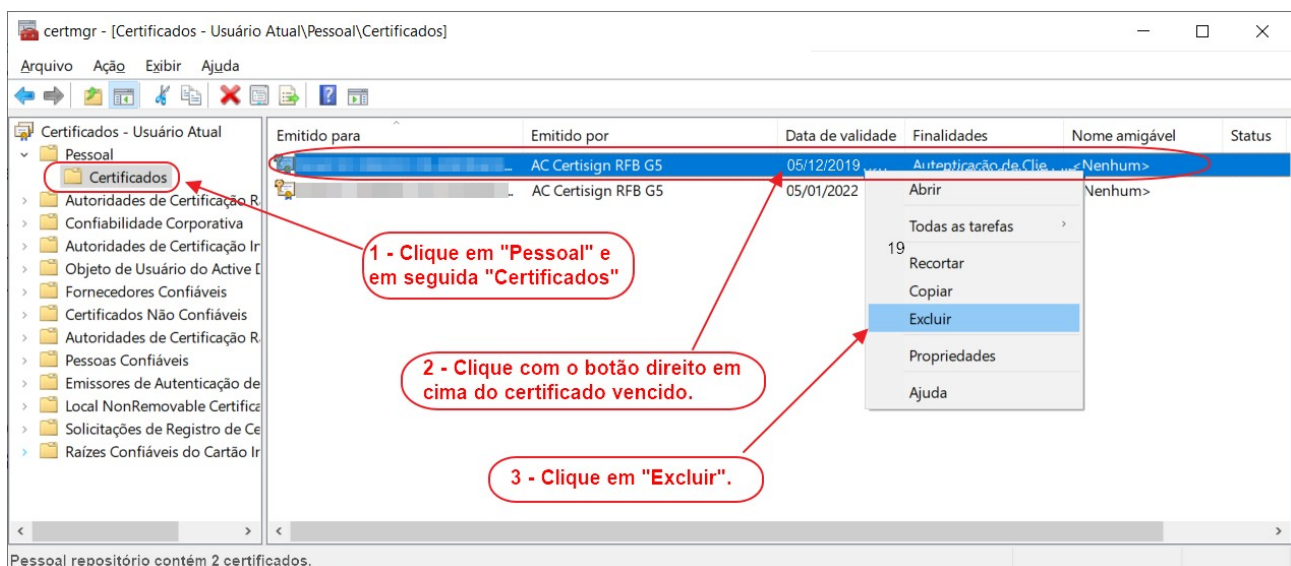 certmgr - [Certificados - Usuário Atual\Pessoal\Certificados]
Arquivo Ação Exibir Ajuda
Certificados - Usuário Atual
Pessoal
Certificados
Autoridades de Certificação R
Confiabilidade Corporativa
Autoridades de Certificação Ir
Objeto de Usuário do Active D
Fornecedores Confiáveis
Certificados Não Confiáveis
Autoridades de Certificação R
Pessoas Confiáveis
Emissores de Autenticação de
Local NonRemovable Certifica
Solicitações de Registro de Ce
Raízes Confiáveis do Cartão Ir
Emitido para Emitido por Data de validade Finalidades Nome amigável Status
... AC Certisign RFB G5 05/12/2019 Autenticação de Clie... <Nenhum>
... AC Certisign RFB G5 05/01/2022 Nenhum>
1 - Clique em "Pessoal" e
em seguida "Certificados"
2 - Clique com o botão direito em
cima do certificado vencido.
3 - Clique em "Excluir".
Abrir
Todas as tarefas
19
Recortar
Copiar
Excluir
Propriedades
Ajuda
Pessoal repositório contém 2 certificados.